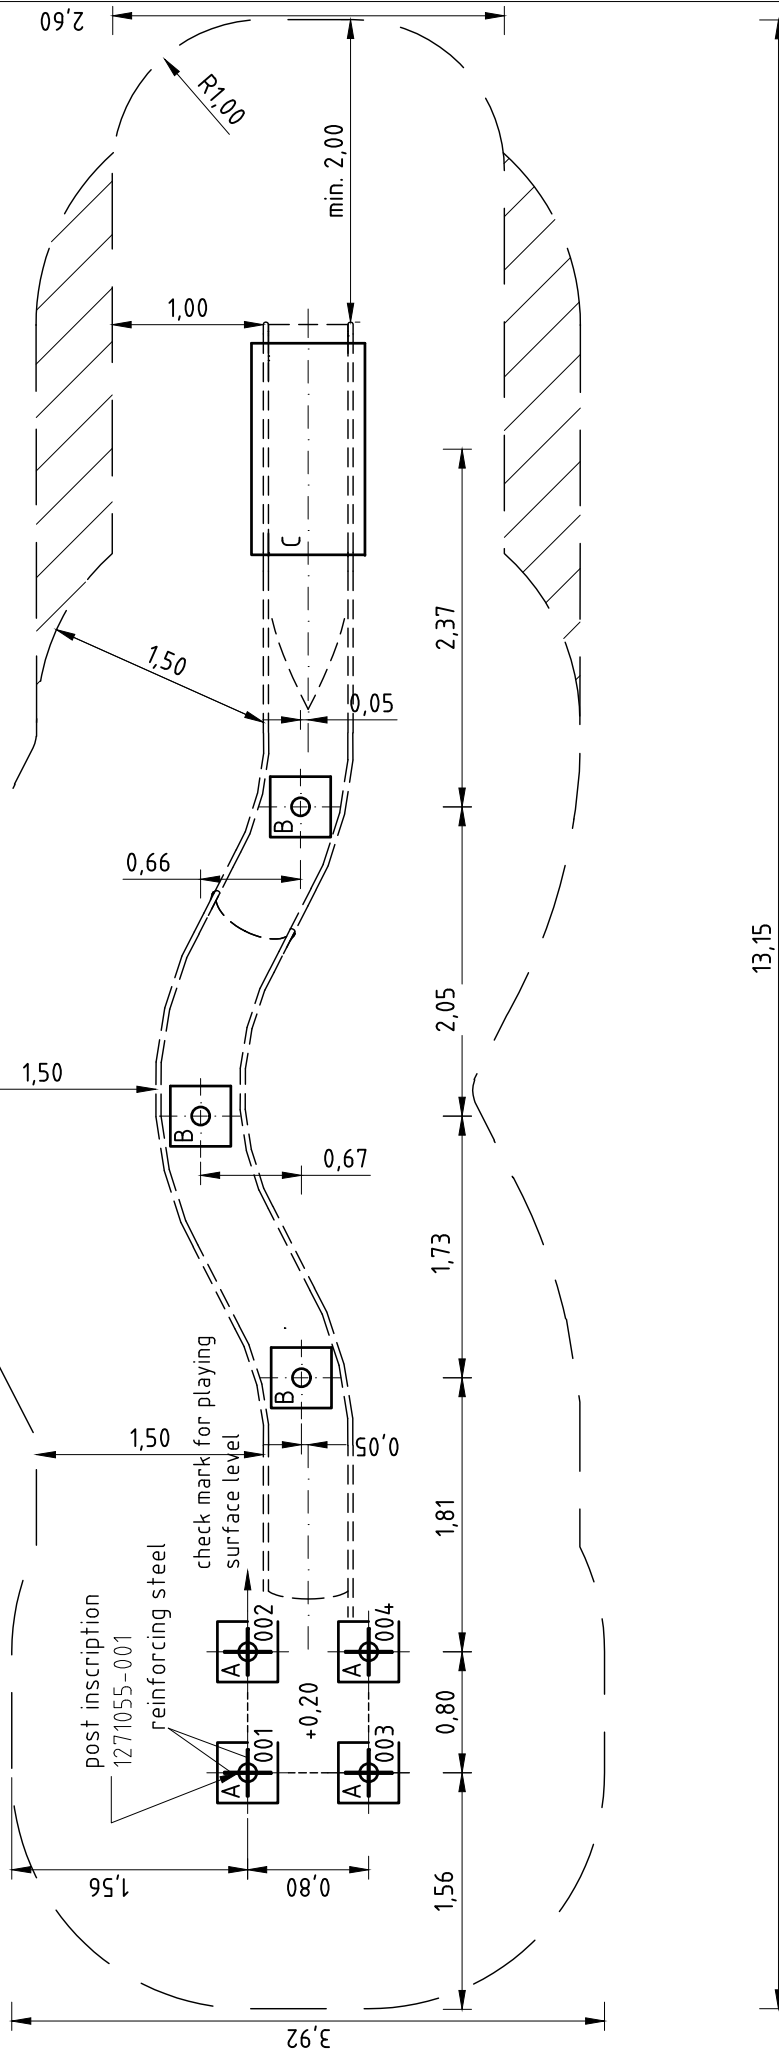 2,60
R1,00
min. 2,00
1,00
C
2,37
1,50
0,05
B
0,66
13,15
2,05
1,50
B
0,67
1,73
check mark for playing
surface level
B
1,50
0,05
1,81
post inscription
1271055-001
reinforcing steel
A
002
A
004
+0,20
0,80
A
001
A
003
1,56
0,80
1,56
3,92